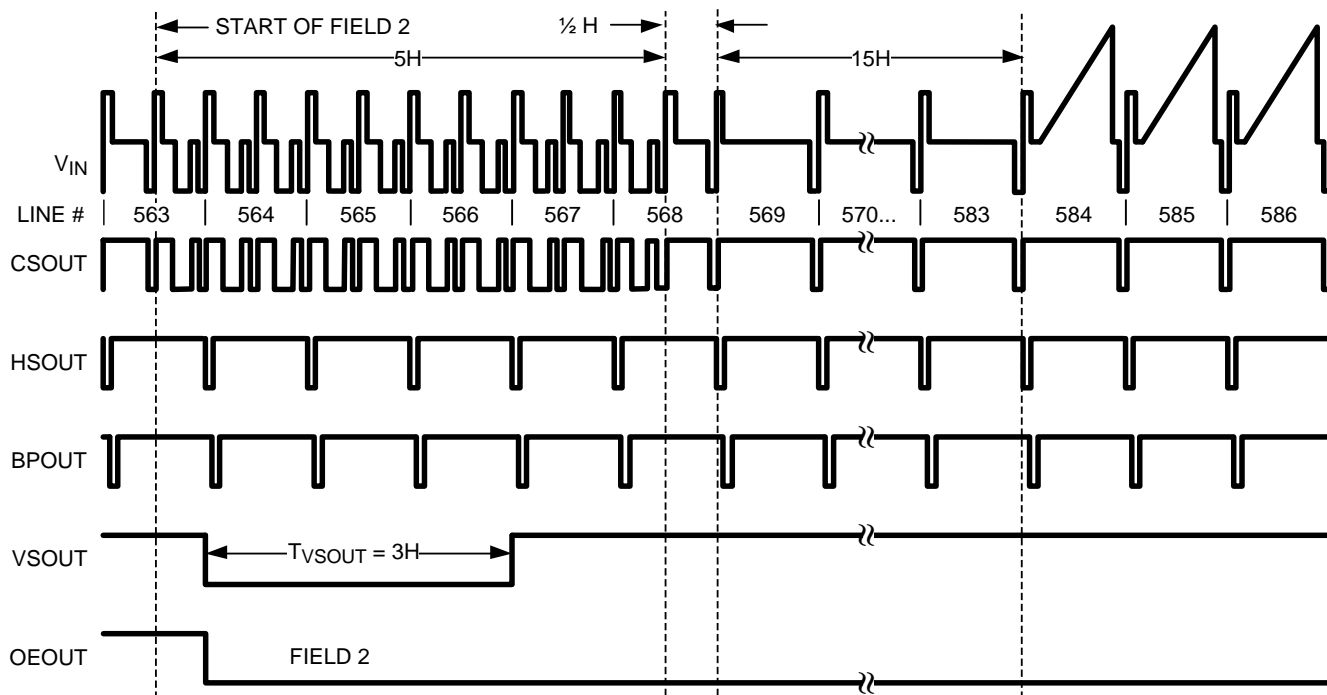 START OF FIELD 2
½ H
5H
15H
VIN
LINE # 563 564 565 566 567 568 569 570... 583 584 585 586
CSOUT
HSOUT
BPOUT
VSOUT
TVSOUT = 3H
OEOUT
FIELD 2